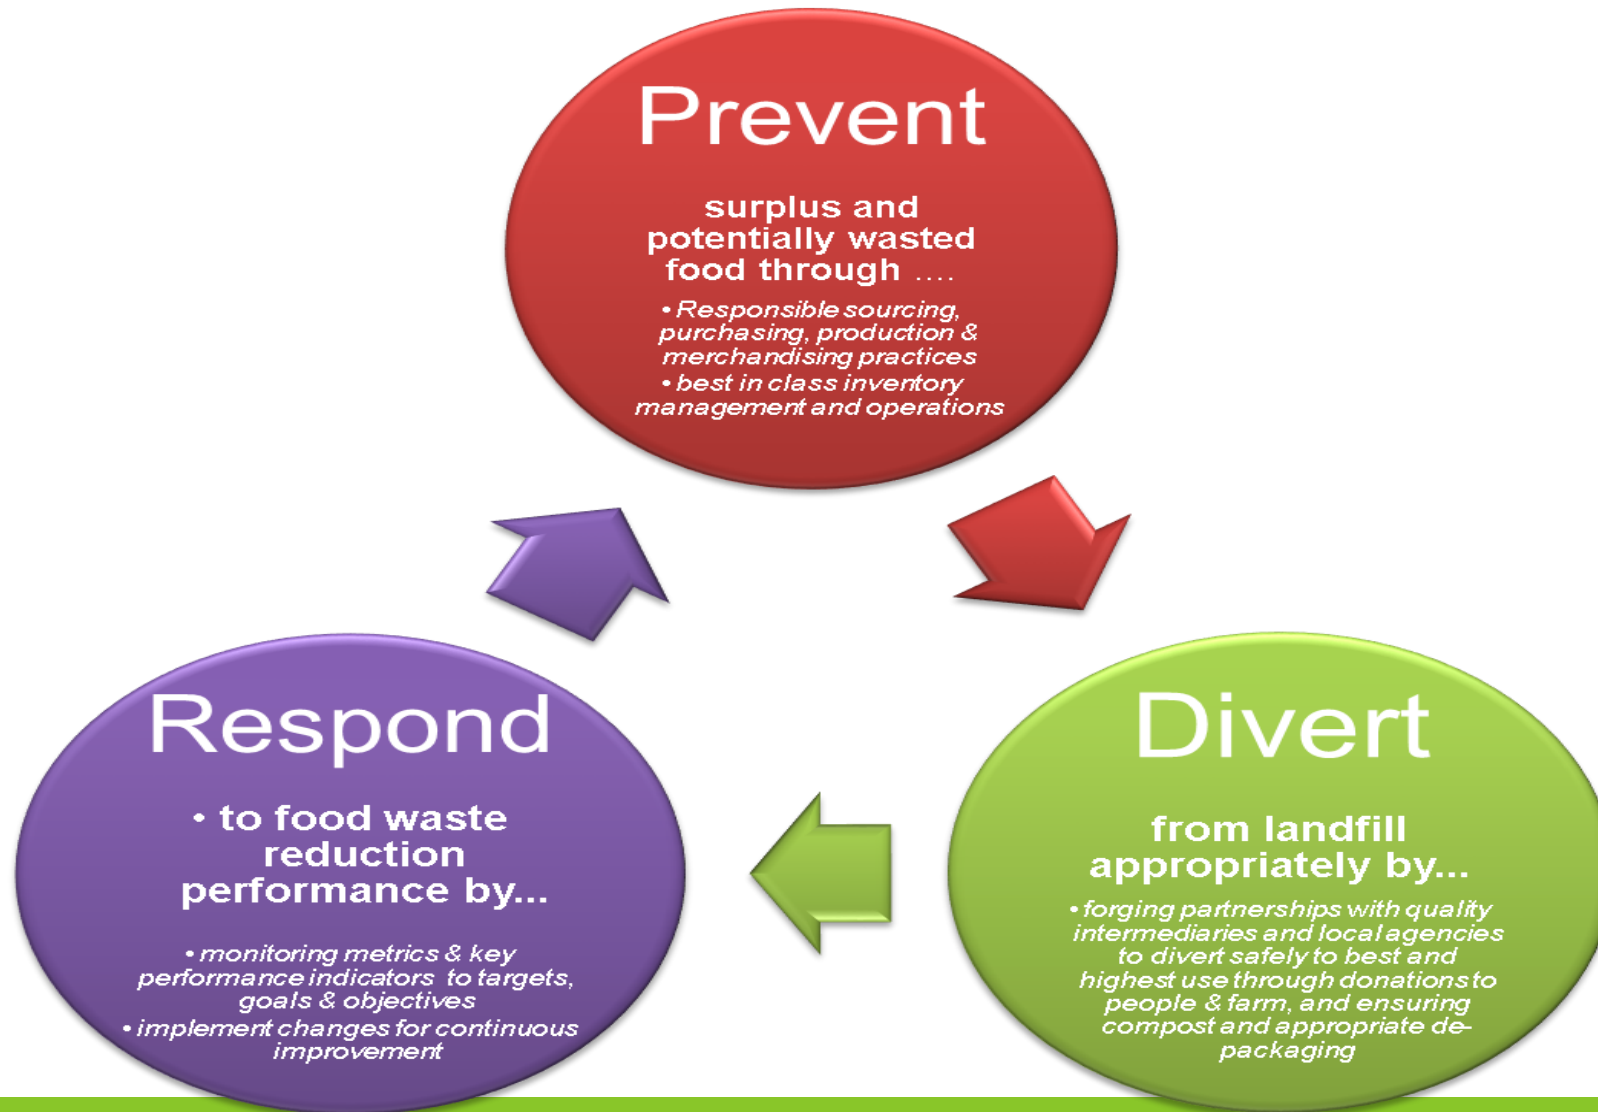 Prevent
surplus and
potentially wasted
food through ....
• Responsible sourcing,
purchasing, production &
merchandising practices
• best in class inventory
management and operations
Divert
from landfill
appropriately by...
• forging partnerships with quality
intermediaries and local agencies
to divert safely to best and
highest use through donations to
people & farm, and ensuring
compost and appropriate de-
packaging
Respond
• to food waste
reduction
performance by...
• monitoring metrics & key
performance indicators to targets,
goals & objectives
• implement changes for continuous
improvement